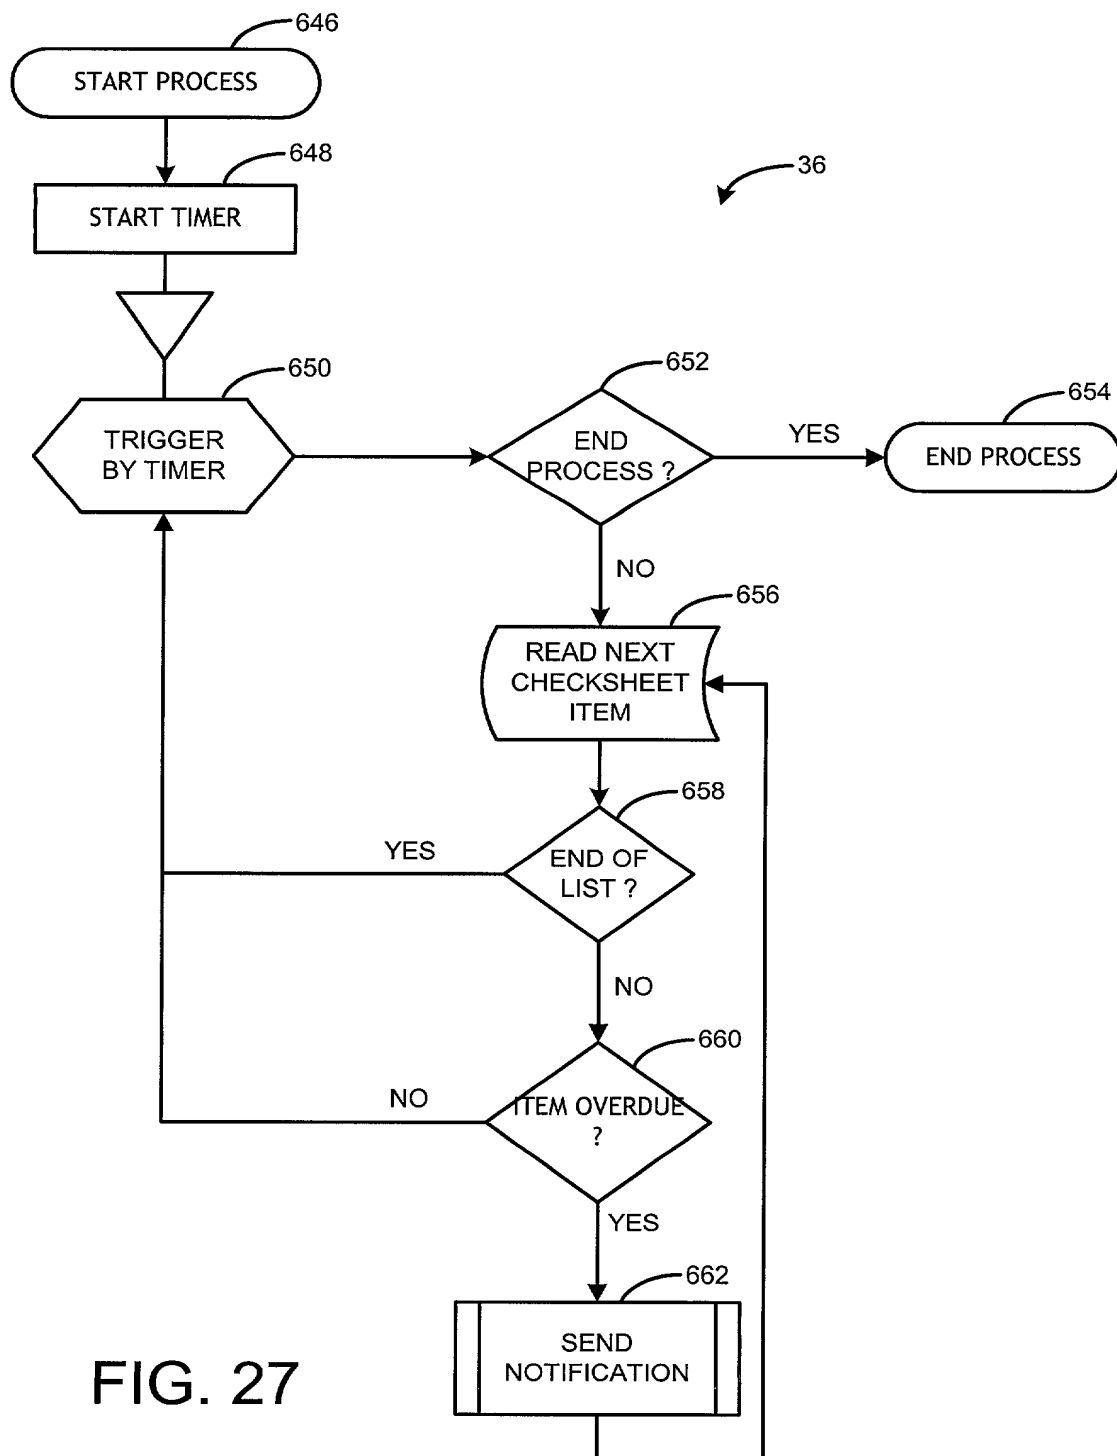 646
START PROCESS
648
START TIMER
36
650
TRIGGER
BY TIMER
652
END
PROCESS ?
YES
654
END PROCESS
NO
656
READ NEXT
CHECKSHEET
ITEM
658
END OF
LIST ?
YES
NO
660
ITEM OVERDUE
?
NO
YES
662
SEND
NOTIFICATION
FIG. 27